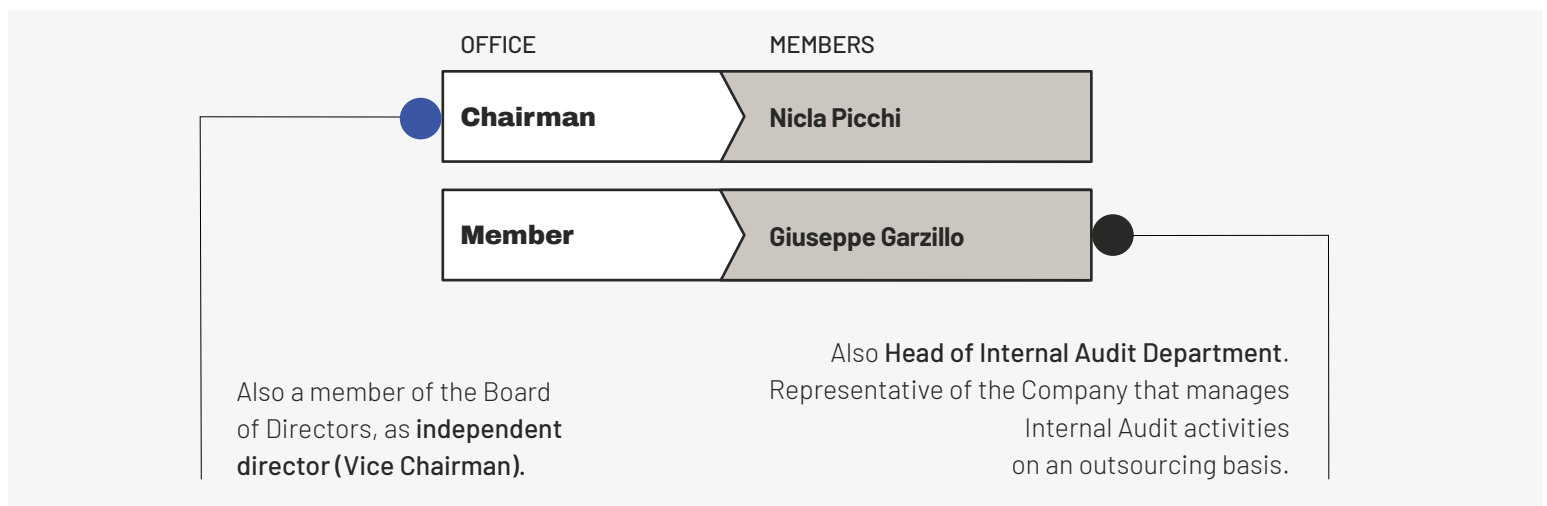 OFFICE
MEMBERS
Chairman
Nicla Picchi
Member
Giuseppe Garzillo
Also a member of the Board
of Directors, as independent
director (Vice Chairman).
Also Head of Internal Audit Department.
Representative of the Company that manages
Internal Audit activities
on an outsourcing basis.